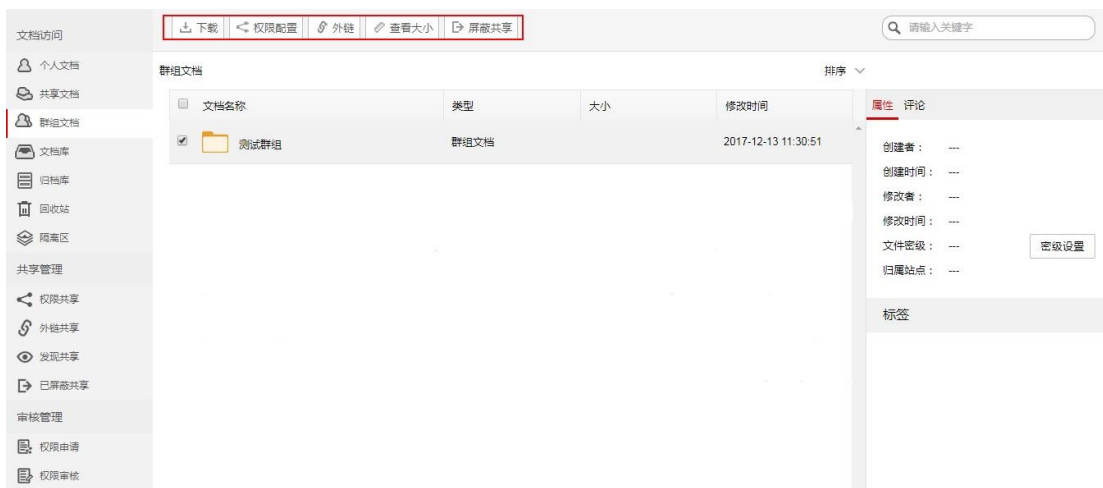 文档访问
个人文档
共享文档
群组文档
文档库
归档库
回收站
隔离区
共享管理
权限共享
外链共享
发现共享
已屏蔽共享
审核管理
权限申请
权限审核
下载 权限配置 外链 查看大小 屏蔽共享
请输入关键字
群组文档 排序
文档名称 类型 大小 修改时间
测试群组 群组文档 2017-12-13 11:30:51
属性 评论
创建者： ---
创建时间： ---
修改者： ---
修改时间： ---
文件密级： --- 密级设置
归属站点： ---
标签